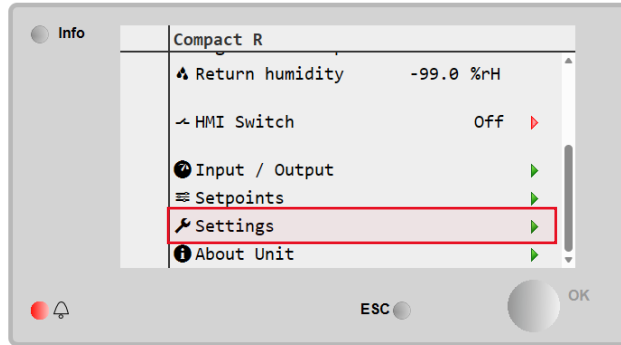 Info
Compact R
Return humidity -99.0 %rH
HMI Switch Off
Input / Output
Setpoints
Settings
About Unit
ESC
OK